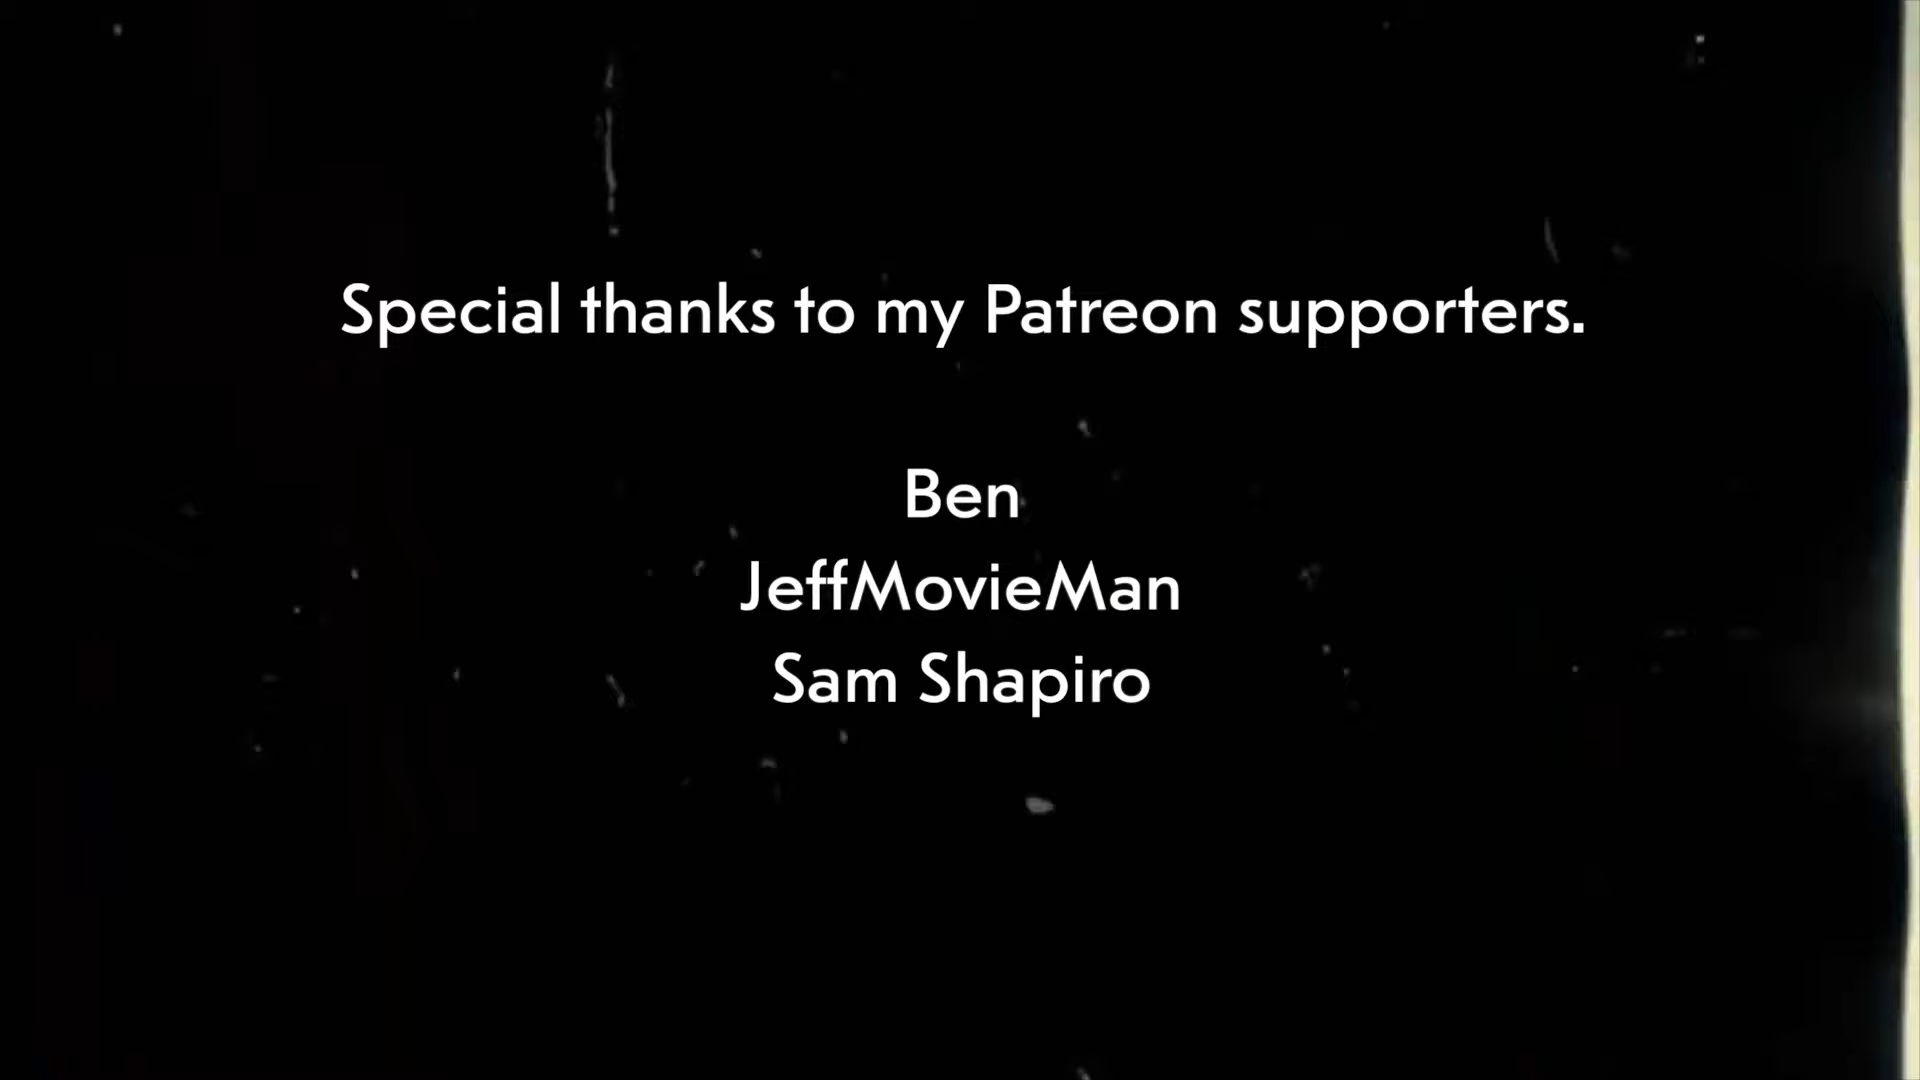 Special thanks to my Patreon supporters.
Ben
JeffMovieMan
Sam Shapiro